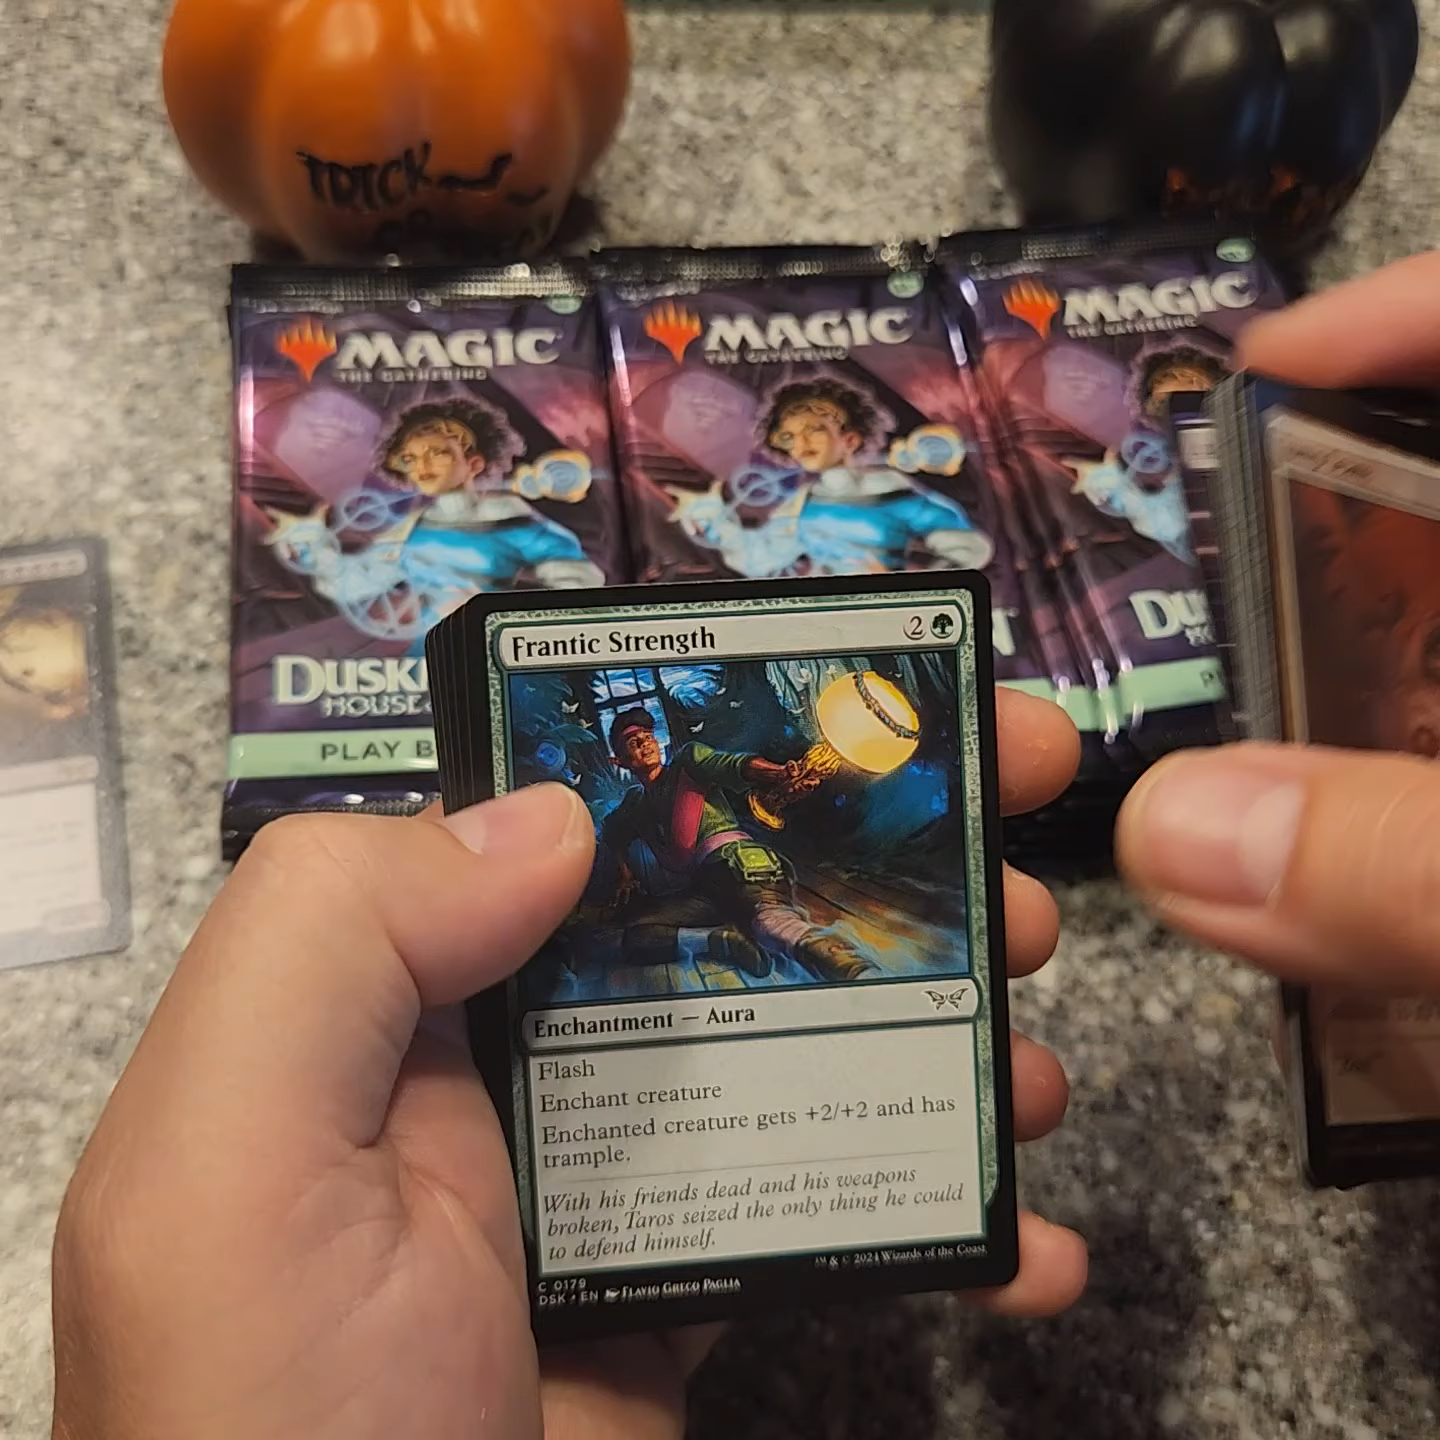 TRICK
MAGIC
THE GATHERING
MAGIC
THE GATHERING
MAGIC
THE GATHERING
DUSK
HOUSE
PLAY B
DUS
Frantic Strength 2
Enchantment — Aura
Flash
Enchant creature
Enchanted creature gets +2/+2 and has
trample.
With his friends dead and his weapons
broken, Taros seized the only thing he could
to defend himself.
C 0179
DSK • EN FLAVIO GRECO PAGLIA
™ & © 2024 Wizards of the Coast